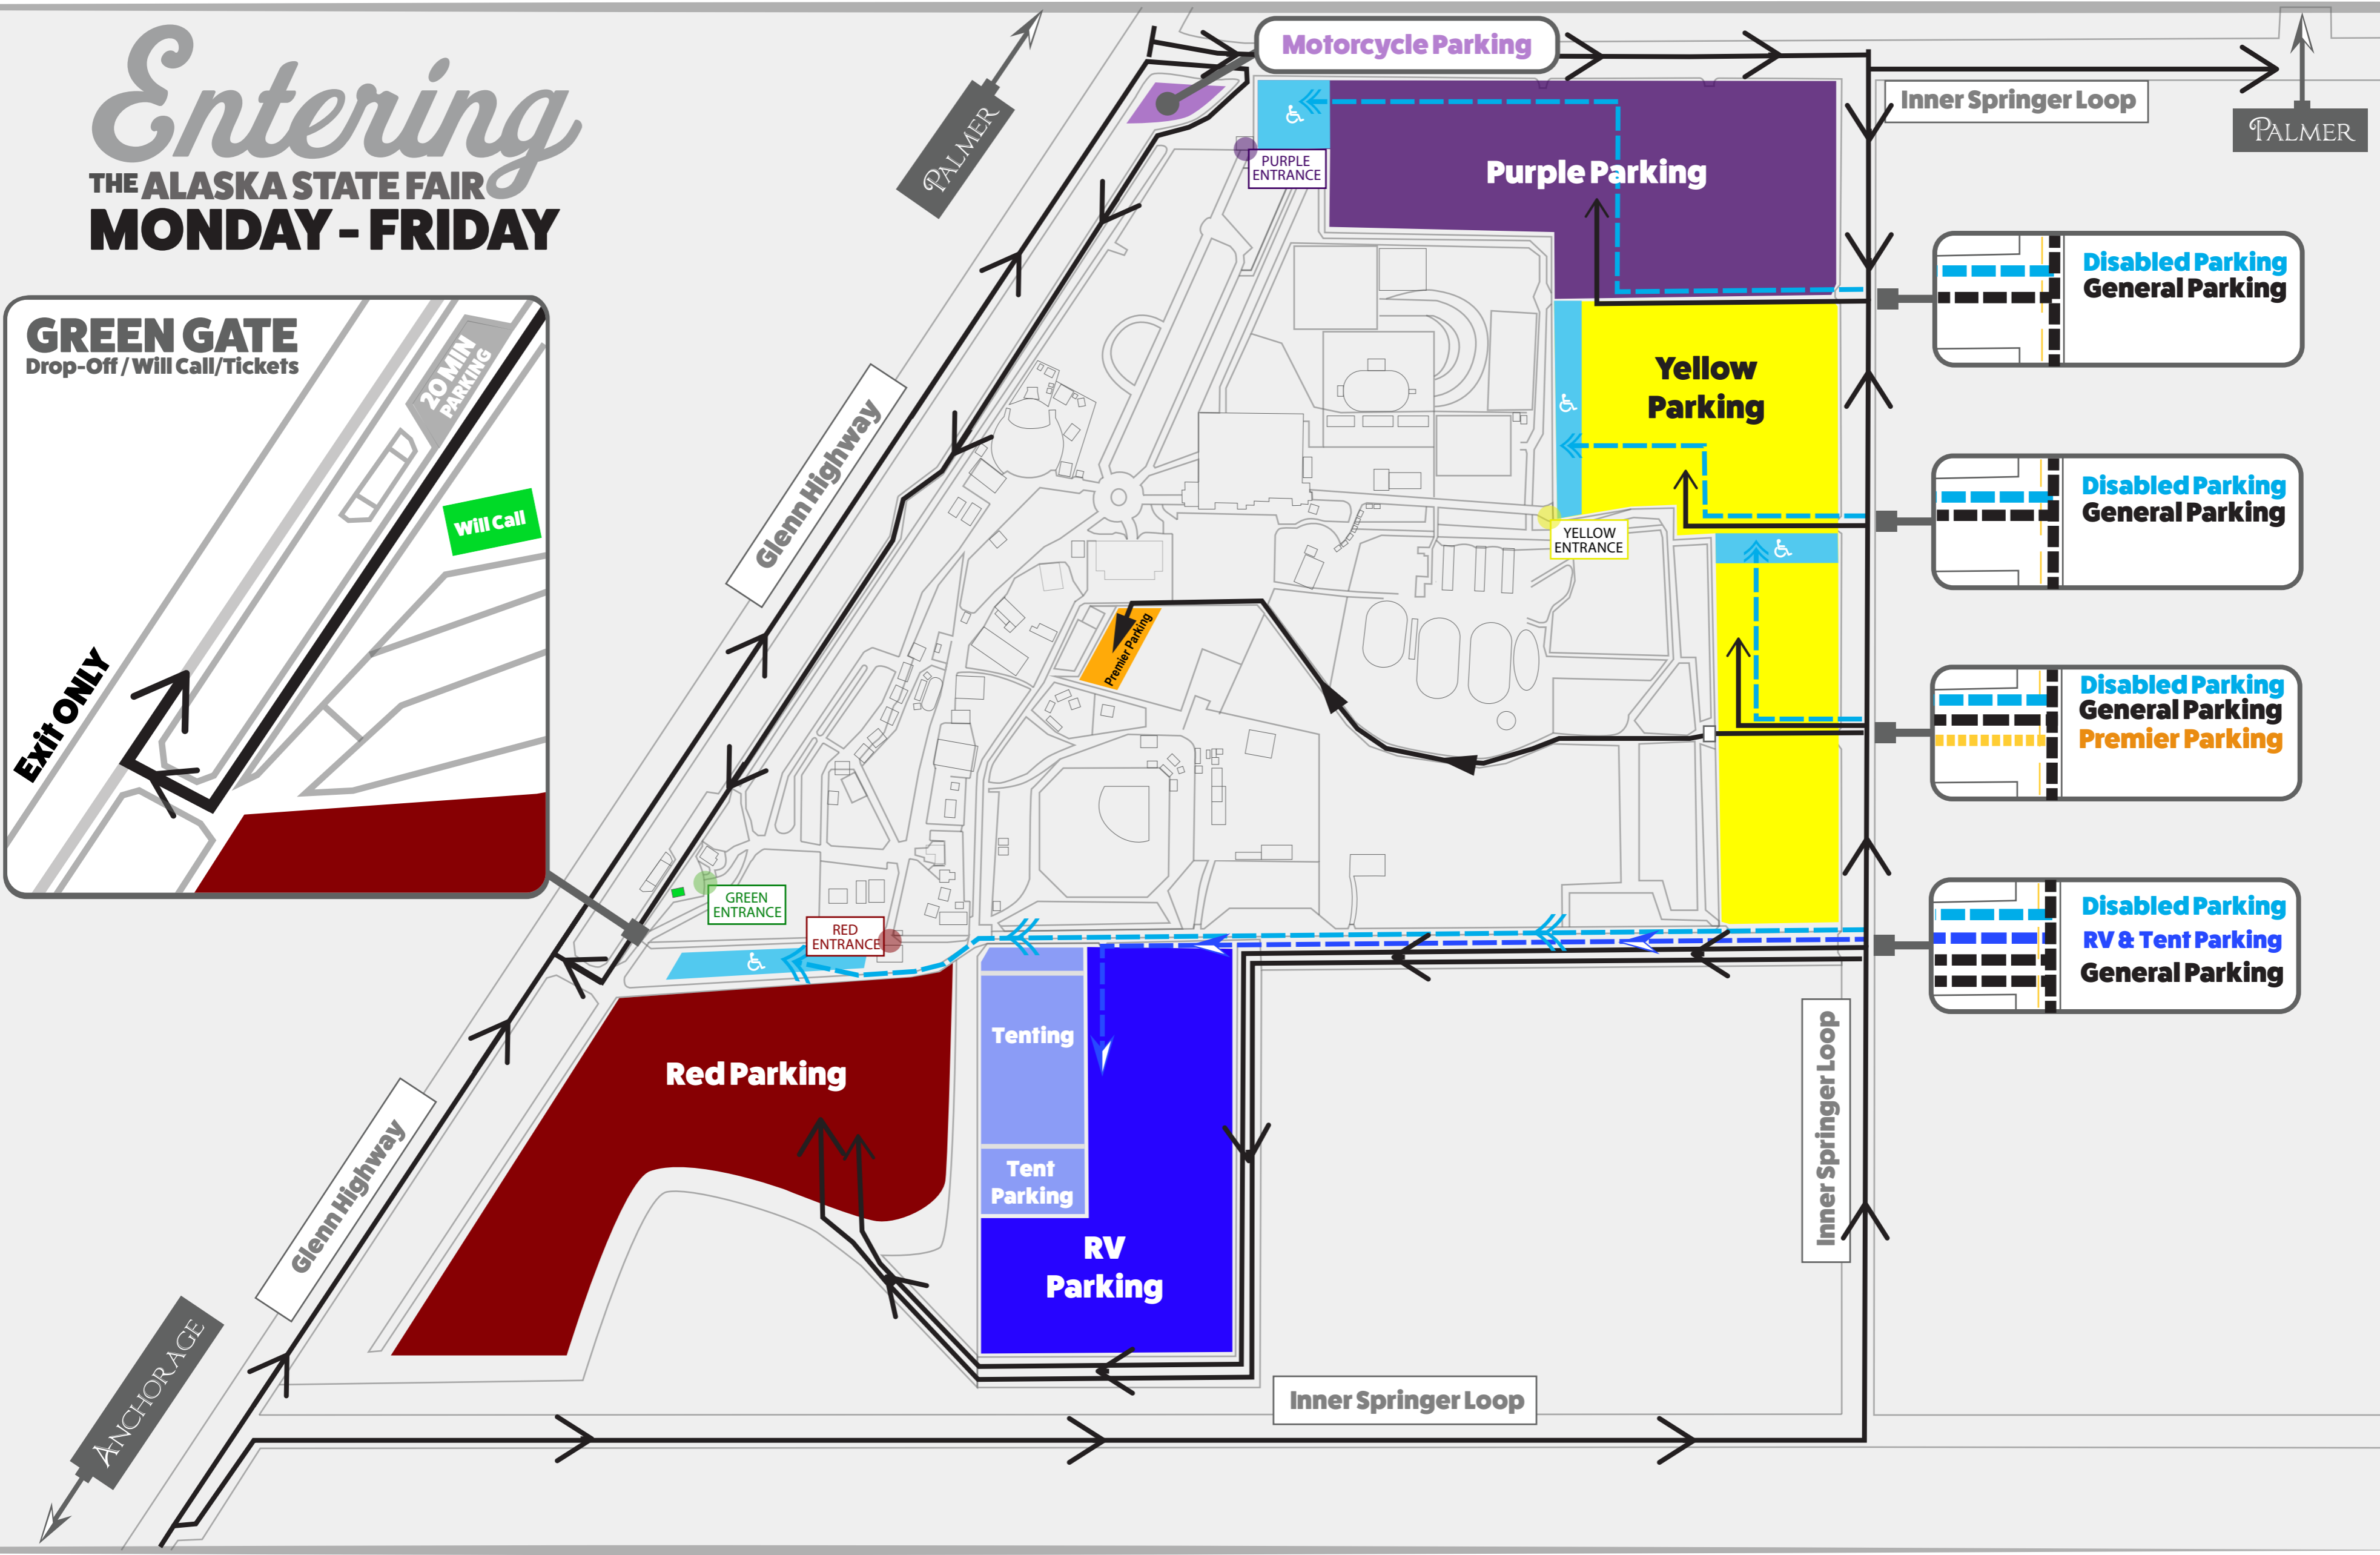 Entering
THE ALASKA STATE FAIR
MONDAY - FRIDAY
PALMER
Motorcycle Parking
Inner Springer Loop
PALMER
PURPLE
ENTRANCE
Purple Parking
Disabled Parking
General Parking
GREEN GATE
Drop-Off / Will Call/Tickets
20 MIN
PARKING
Will Call
Exit ONLY
Glenn Highway
Yellow
Parking
YELLOW
ENTRANCE
Disabled Parking
General Parking
Premier Parking
Disabled Parking
General Parking
Premier Parking
GREEN
ENTRANCE
RED
ENTRANCE
Disabled Parking
RV & Tent Parking
General Parking
Red Parking
Tenting
Tent
Parking
RV
Parking
Inner Springer Loop
Glenn Highway
ANCHORAGE
Inner Springer Loop